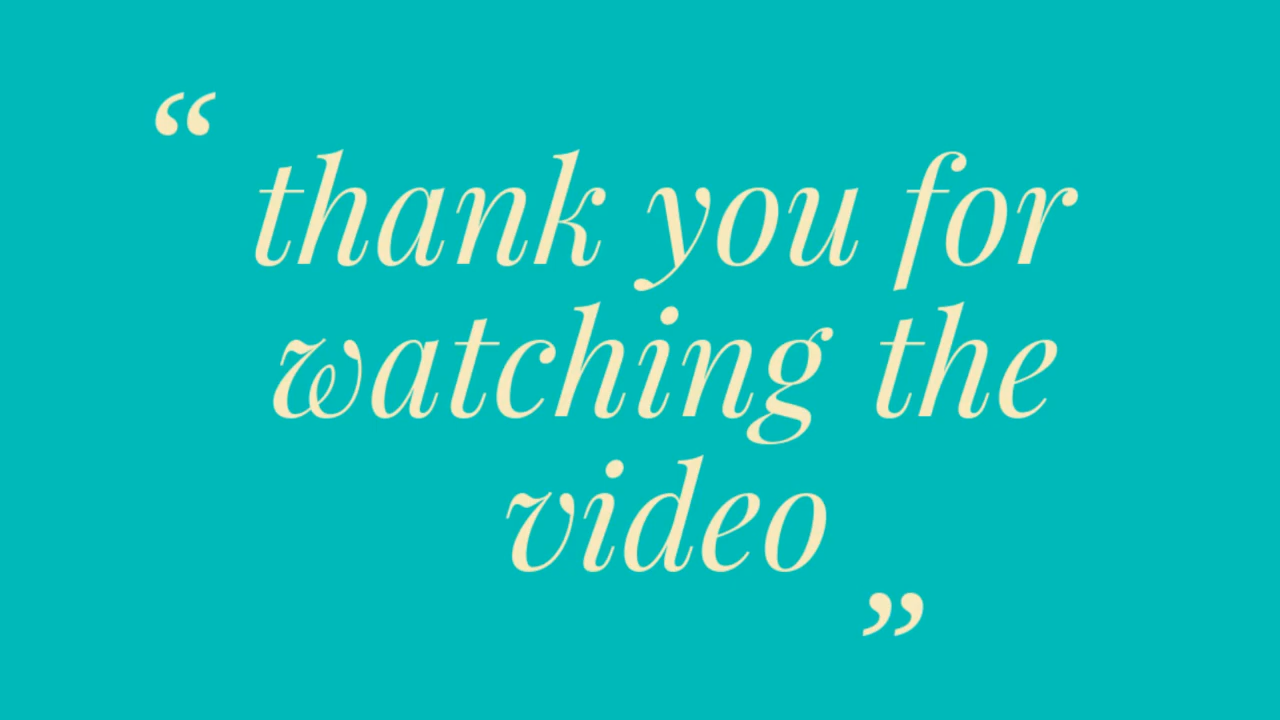 “
thank you for
watching the
video
”